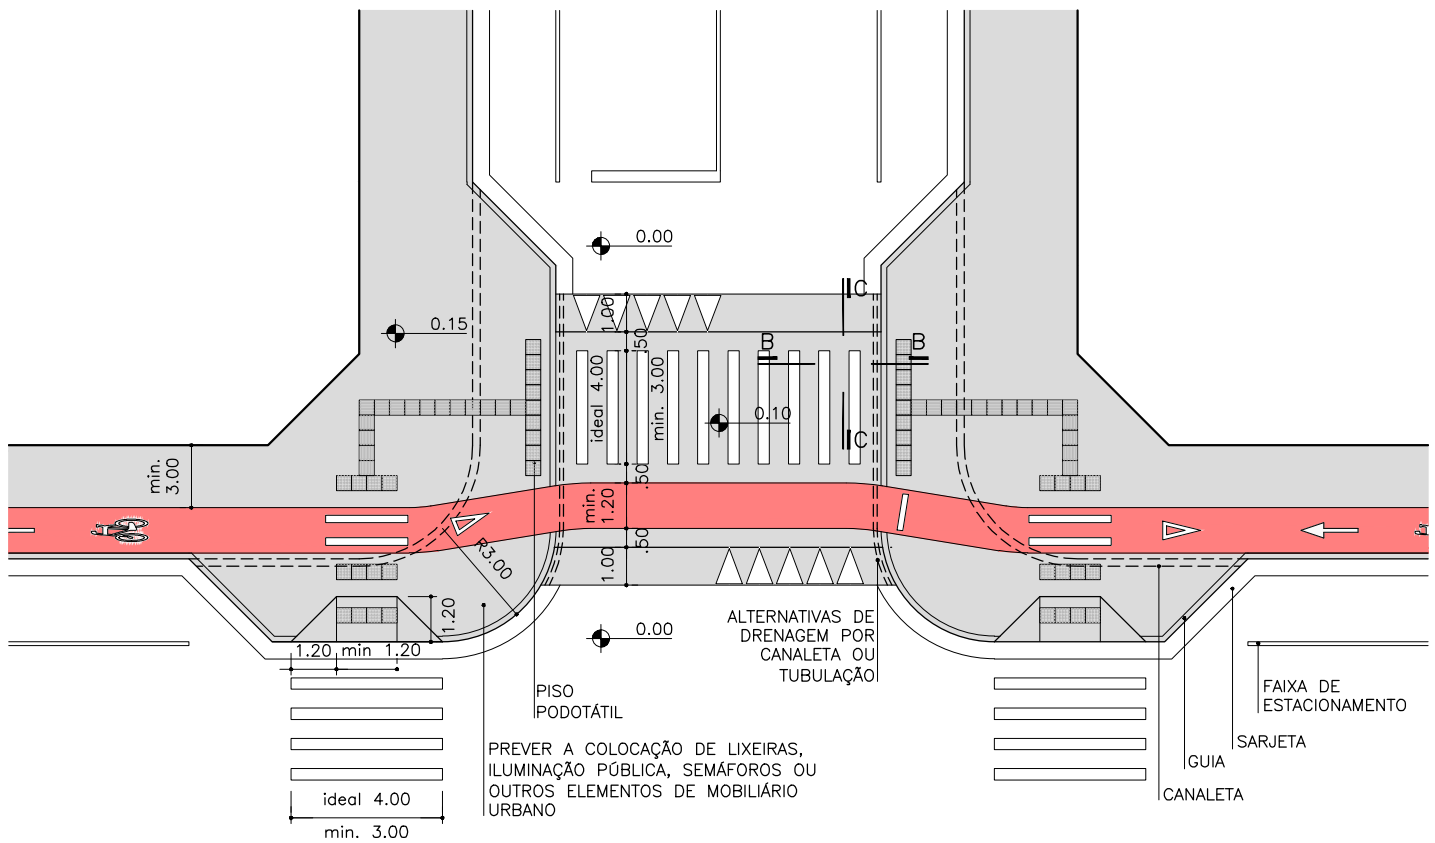 0.00
C
1.00
0.15
.50
B
B
ideal 4.00
min. 3.00
0.10
C
min.
3.00
.50
min.
1.20
R3.00
.50
1.00
1.20
ALTERNATIVAS DE
DRENAGEM POR
CANALETA OU
TUBULAÇÃO
0.00
1.20 min 1.20
PISO
PODOTÁTIL
FAIXA DE
ESTACIONAMENTO
SARJETA
PREVER A COLOCAÇÃO DE LIXEIRAS,
ILUMINAÇÃO PÚBLICA, SEMÁFOROS OU
OUTROS ELEMENTOS DE MOBILIÁRIO
URBANO
GUIA
CANALETA
ideal 4.00
min. 3.00